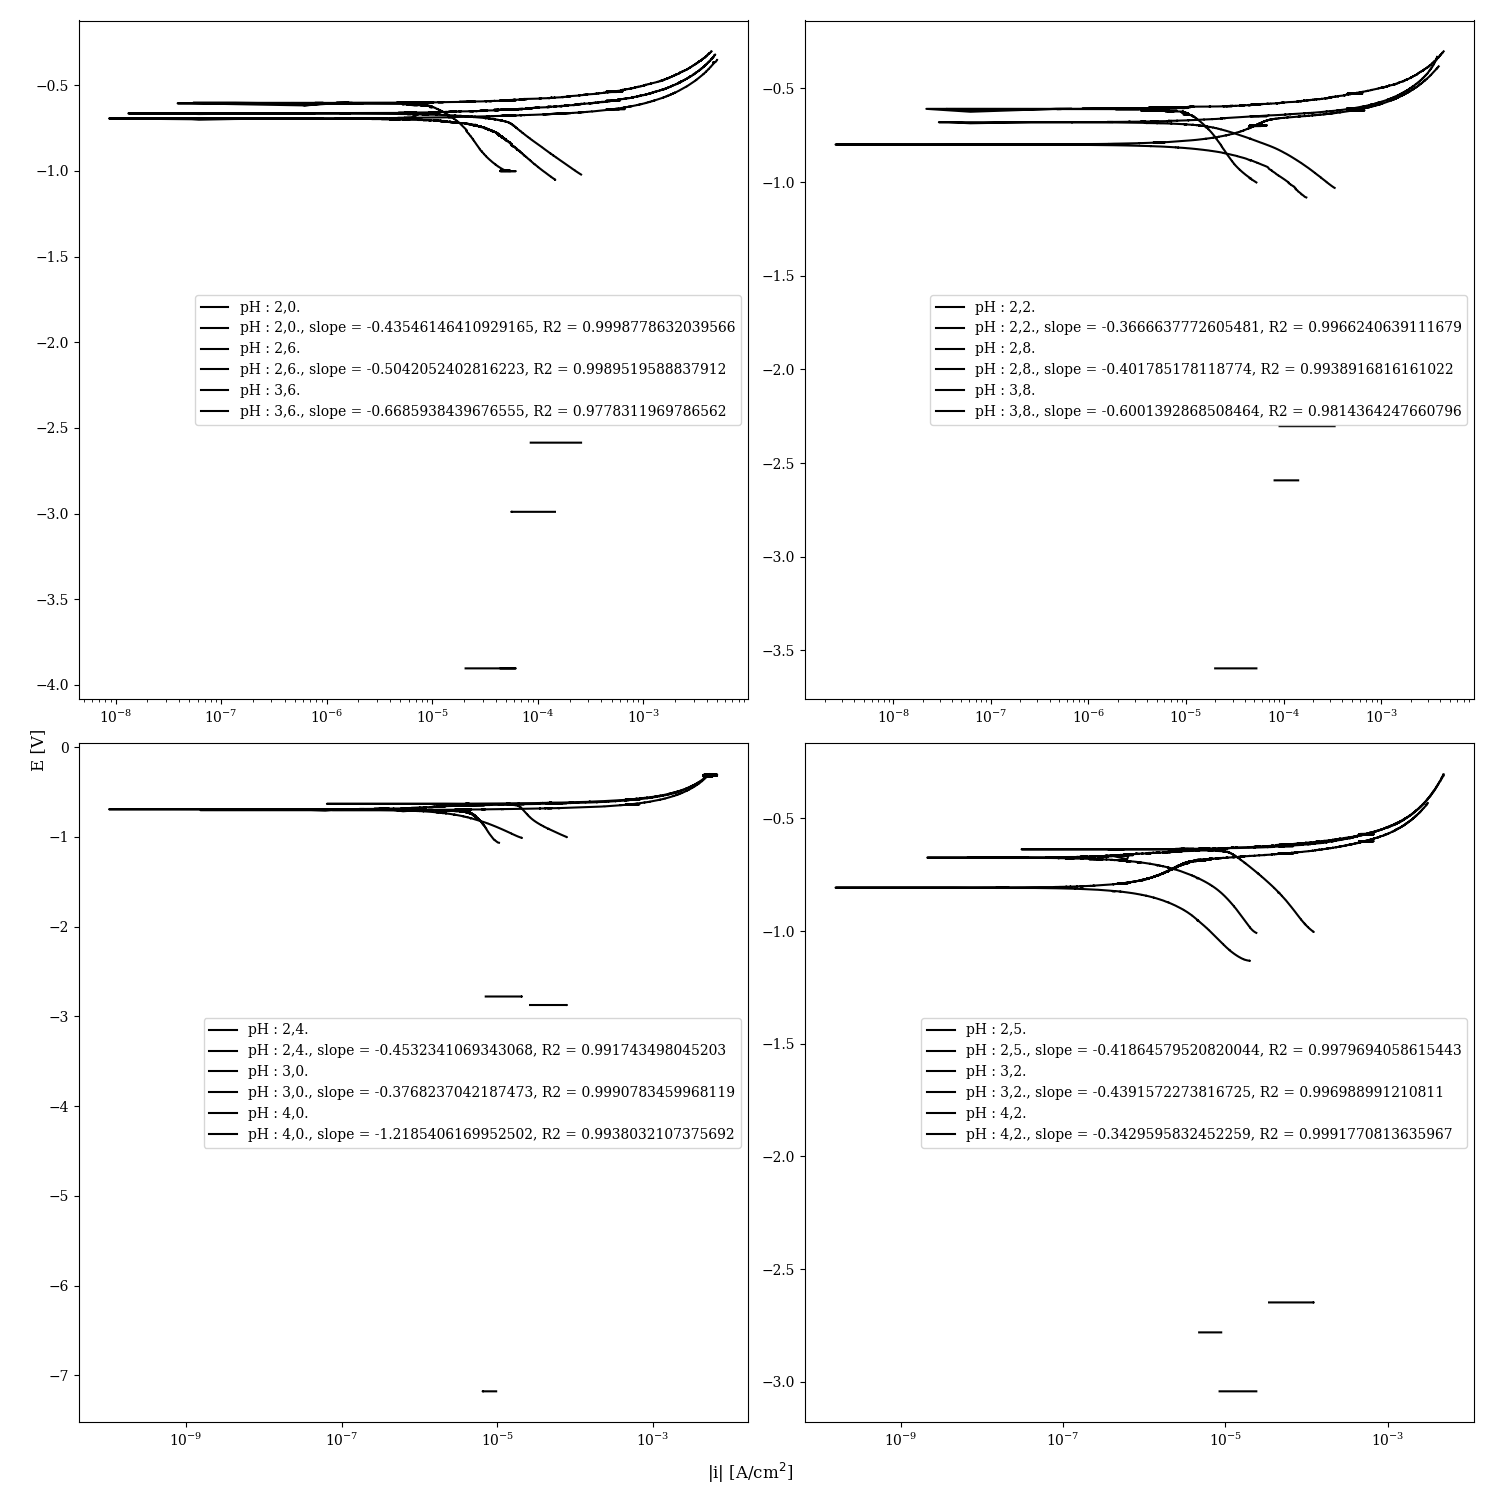 −0.5
−1.0
−1.5
−2.0
−2.5
−3.0
−3.5
−4.0
pH : 2,0.
pH : 2,0., slope = -0.43546146410929165, R2 = 0.9998778632039566
pH : 2,6.
pH : 2,6., slope = -0.5042052402816223, R2 = 0.9989519588837912
pH : 3,6.
pH : 3,6., slope = -0.6685938439676555, R2 = 0.9778311969786562
10⁻⁸ 10⁻⁷ 10⁻⁶ 10⁻⁵ 10⁻⁴ 10⁻³
−0.5
−1.0
−1.5
−2.0
−2.5
−3.0
−3.5
pH : 2,2.
pH : 2,2., slope = -0.3666637772605481, R2 = 0.9966240639111679
pH : 2,8.
pH : 2,8., slope = -0.401785178118774, R2 = 0.9938916816161022
pH : 3,8.
pH : 3,8., slope = -0.6001392868508464, R2 = 0.9814364247660796
10⁻⁸ 10⁻⁷ 10⁻⁶ 10⁻⁵ 10⁻⁴ 10⁻³
E [V]
0
−1
−2
−3
−4
−5
−6
−7
pH : 2,4.
pH : 2,4., slope = -0.4532341069343068, R2 = 0.991743498045203
pH : 3,0.
pH : 3,0., slope = -0.3768237042187473, R2 = 0.9990783459968119
pH : 4,0.
pH : 4,0., slope = -1.2185406169952502, R2 = 0.9938032107375692
10⁻⁹ 10⁻⁷ 10⁻⁵ 10⁻³
−0.5
−1.0
−1.5
−2.0
−2.5
−3.0
pH : 2,5.
pH : 2,5., slope = -0.41864579520820044, R2 = 0.9979694058615443
pH : 3,2.
pH : 3,2., slope = -0.4391572273816725, R2 = 0.996988991210811
pH : 4,2.
pH : 4,2., slope = -0.3429595832452259, R2 = 0.9991770813635967
10⁻⁹ 10⁻⁷ 10⁻⁵ 10⁻³
|i| [A/cm²]